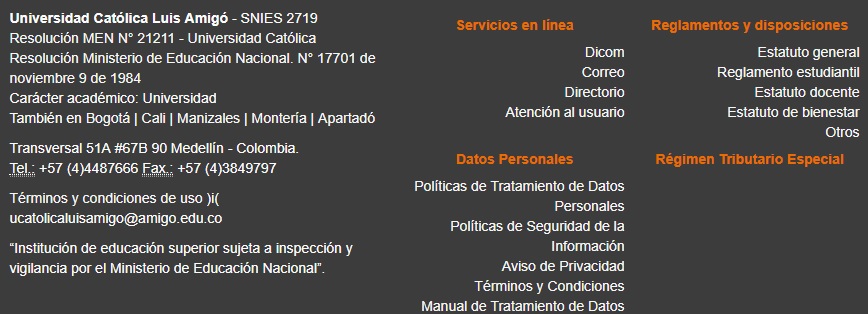 Universidad Católica Luis Amigó - SNIES 2719
Resolución MEN N° 21211 - Universidad Católica
Resolución Ministerio de Educación Nacional. N° 17701 de
noviembre 9 de 1984
Carácter académico: Universidad
También en Bogotá | Cali | Manizales | Montería | Apartadó
Transversal 51A #67B 90 Medellín - Colombia.
Tel.: +57 (4)4487666 Fax.: +57 (4)3849797
Términos y condiciones de uso )i(
ucatolicaluisamigo@amigo.edu.co
“Institución de educación superior sujeta a inspección y
vigilancia por el Ministerio de Educación Nacional”.
Servicios en línea
Dicom
Correo
Directorio
Atención al usuario
Datos Personales
Políticas de Tratamiento de Datos
Personales
Políticas de Seguridad de la
Información
Aviso de Privacidad
Términos y Condiciones
Manual de Tratamiento de Datos
Reglamentos y disposiciones
Estatuto general
Reglamento estudiantil
Estatuto docente
Estatuto de bienestar
Otros
Régimen Tributario Especial